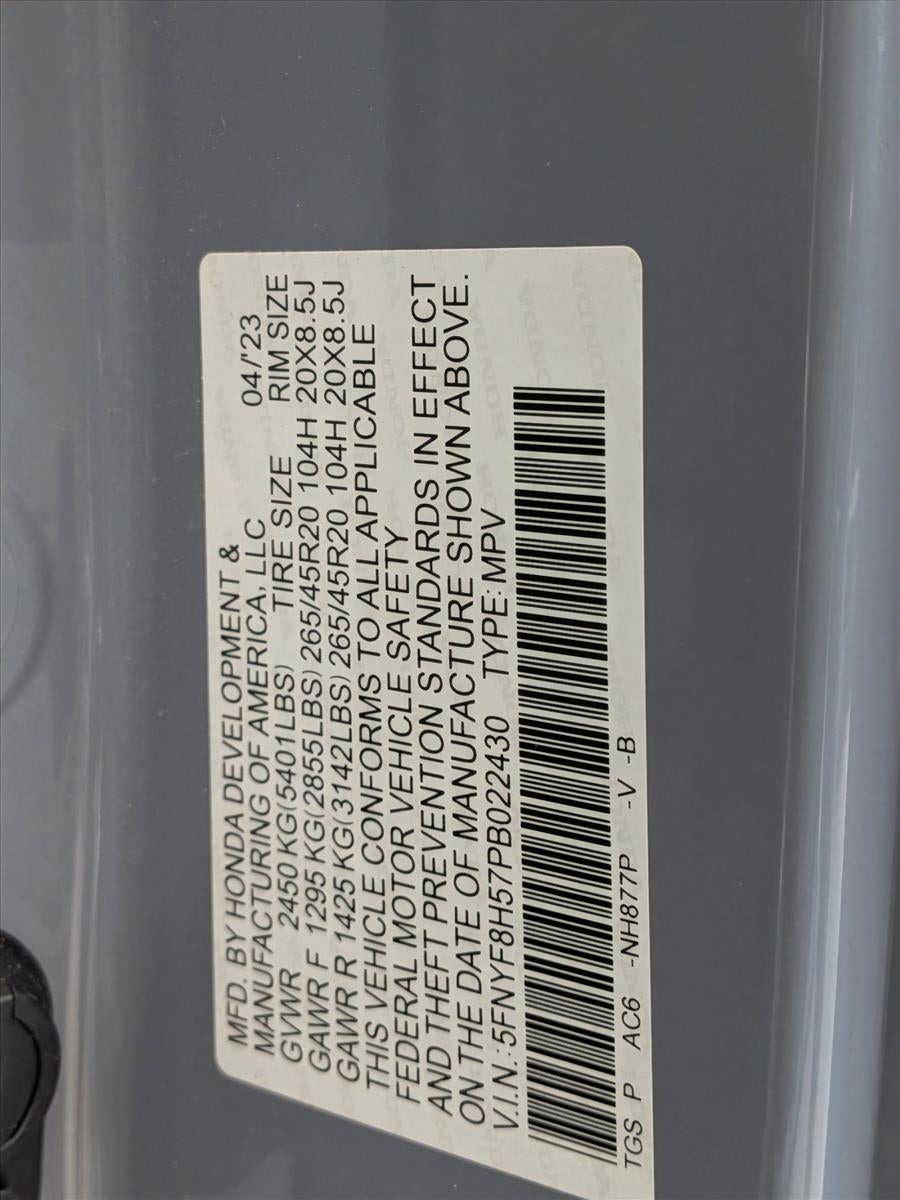 MFD. BY HONDA DEVELOPMENT &
MANUFACTURING OF AMERICA, LLC 04/'23
GVWR 2450 KG(5401LBS) TIRE SIZE RIM SIZE
GAWR F 1295 KG(2855LBS) 265/45R20 104H 20X8.5J
GAWR R 1425 KG(3142LBS) 265/45R20 104H 20X8.5J
THIS VEHICLE CONFORMS TO ALL APPLICABLE
FEDERAL MOTOR VEHICLE SAFETY
AND THEFT PREVENTION STANDARDS IN EFFECT
ON THE DATE OF MANUFACTURE SHOWN ABOVE.
V.I.N.: 5FNYF8H57PB022430 TYPE: MPV
TGS P AC6 -NH877P -V -B